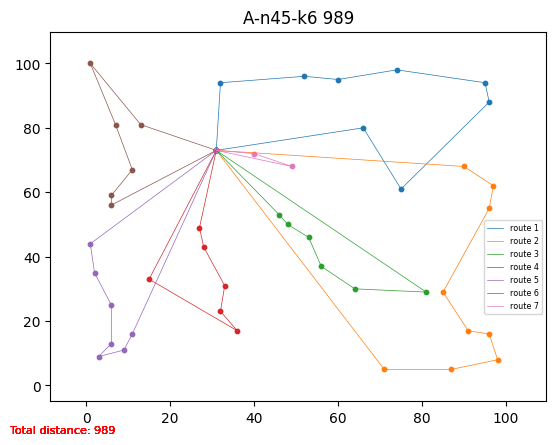 A-n45-k6 989
100
80
60
40
20
0
route 1
route 2
route 3
route 4
route 5
route 6
route 7
0 20 40 60 80 100
Total distance: 989